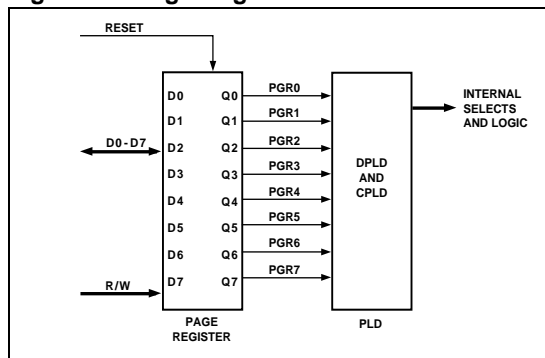 RESET
PGR0
INTERNAL
SELECTS
AND LOGIC
D0 Q0
PGR1
D1 Q1
PGR2
D0-D7
D2 Q2
DPLD
AND
CPLD
PGR3
D3 Q3
PGR4
D4 Q4
PGR5
D5 Q5
PGR6
D6 Q6
PGR7
R/W
D7 Q7
PAGE
REGISTER
PLD